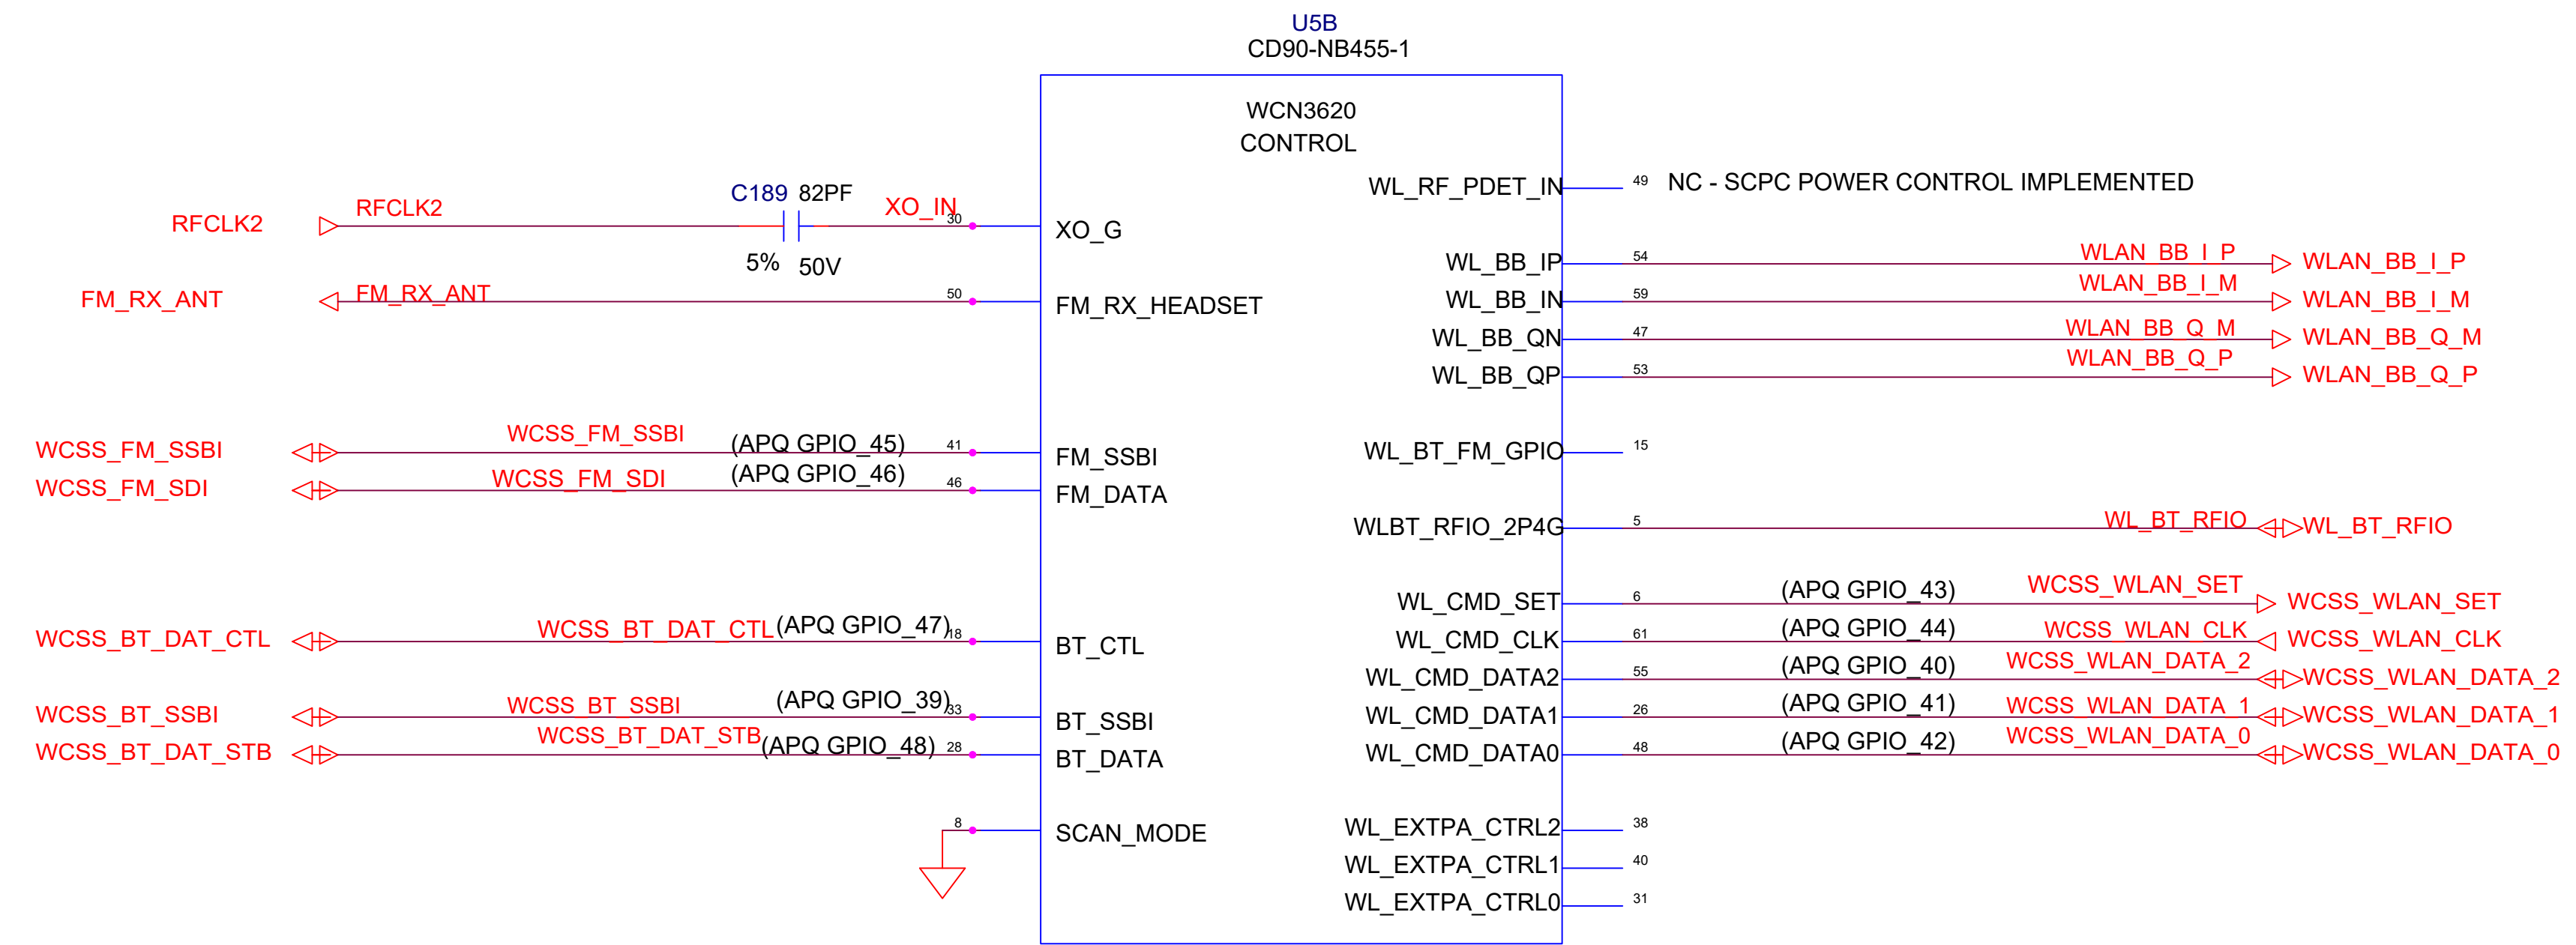 U5B
CD90-NB455-1
WCN3620
CONTROL
WL_RF_PDET_IN 49 NC - SCPC POWER CONTROL IMPLEMENTED
C189 82PF
RFCLK2 RFCLK2 XO_IN 30 XO_G
5% 50V
WL_BB_IP 54 WLAN_BB_I_P WLAN_BB_I_P
FM_RX_ANT FM_RX_ANT 50 FM_RX_HEADSET
WL_BB_IN 59 WLAN_BB_I_M WLAN_BB_I_M
WL_BB_QN 47 WLAN_BB_Q_M WLAN_BB_Q_M
WL_BB_QP 53 WLAN_BB_Q_P WLAN_BB_Q_P
WCSS_FM_SSBI WCSS_FM_SSBI (APQ GPIO_45) 41 FM_SSBI
WL_BT_FM_GPIO 15
WCSS_FM_SDI WCSS_FM_SDI (APQ GPIO_46) 46 FM_DATA
WLBT_RFIO_2P4G 5 WL_BT_RFIO WL_BT_RFIO
WL_CMD_SET 6 (APQ GPIO_43) WCSS_WLAN_SET WCSS_WLAN_SET
WCSS_BT_DAT_CTL WCSS_BT_DAT_CTL (APQ GPIO_47) 18 BT_CTL
WL_CMD_CLK 61 (APQ GPIO_44) WCSS_WLAN_CLK WCSS_WLAN_CLK
WL_CMD_DATA2 55 (APQ GPIO_40) WCSS_WLAN_DATA_2 WCSS_WLAN_DATA_2
WCSS_BT_SSBI WCSS_BT_SSBI (APQ GPIO_39) 33 BT_SSBI
WL_CMD_DATA1 26 (APQ GPIO_41) WCSS_WLAN_DATA_1 WCSS_WLAN_DATA_1
WCSS_BT_DAT_STB WCSS_BT_DAT_STB (APQ GPIO_48) 28 BT_DATA
WL_CMD_DATA0 48 (APQ GPIO_42) WCSS_WLAN_DATA_0 WCSS_WLAN_DATA_0
8 SCAN_MODE
WL_EXTPA_CTRL2 38
WL_EXTPA_CTRL1 40
WL_EXTPA_CTRL0 31